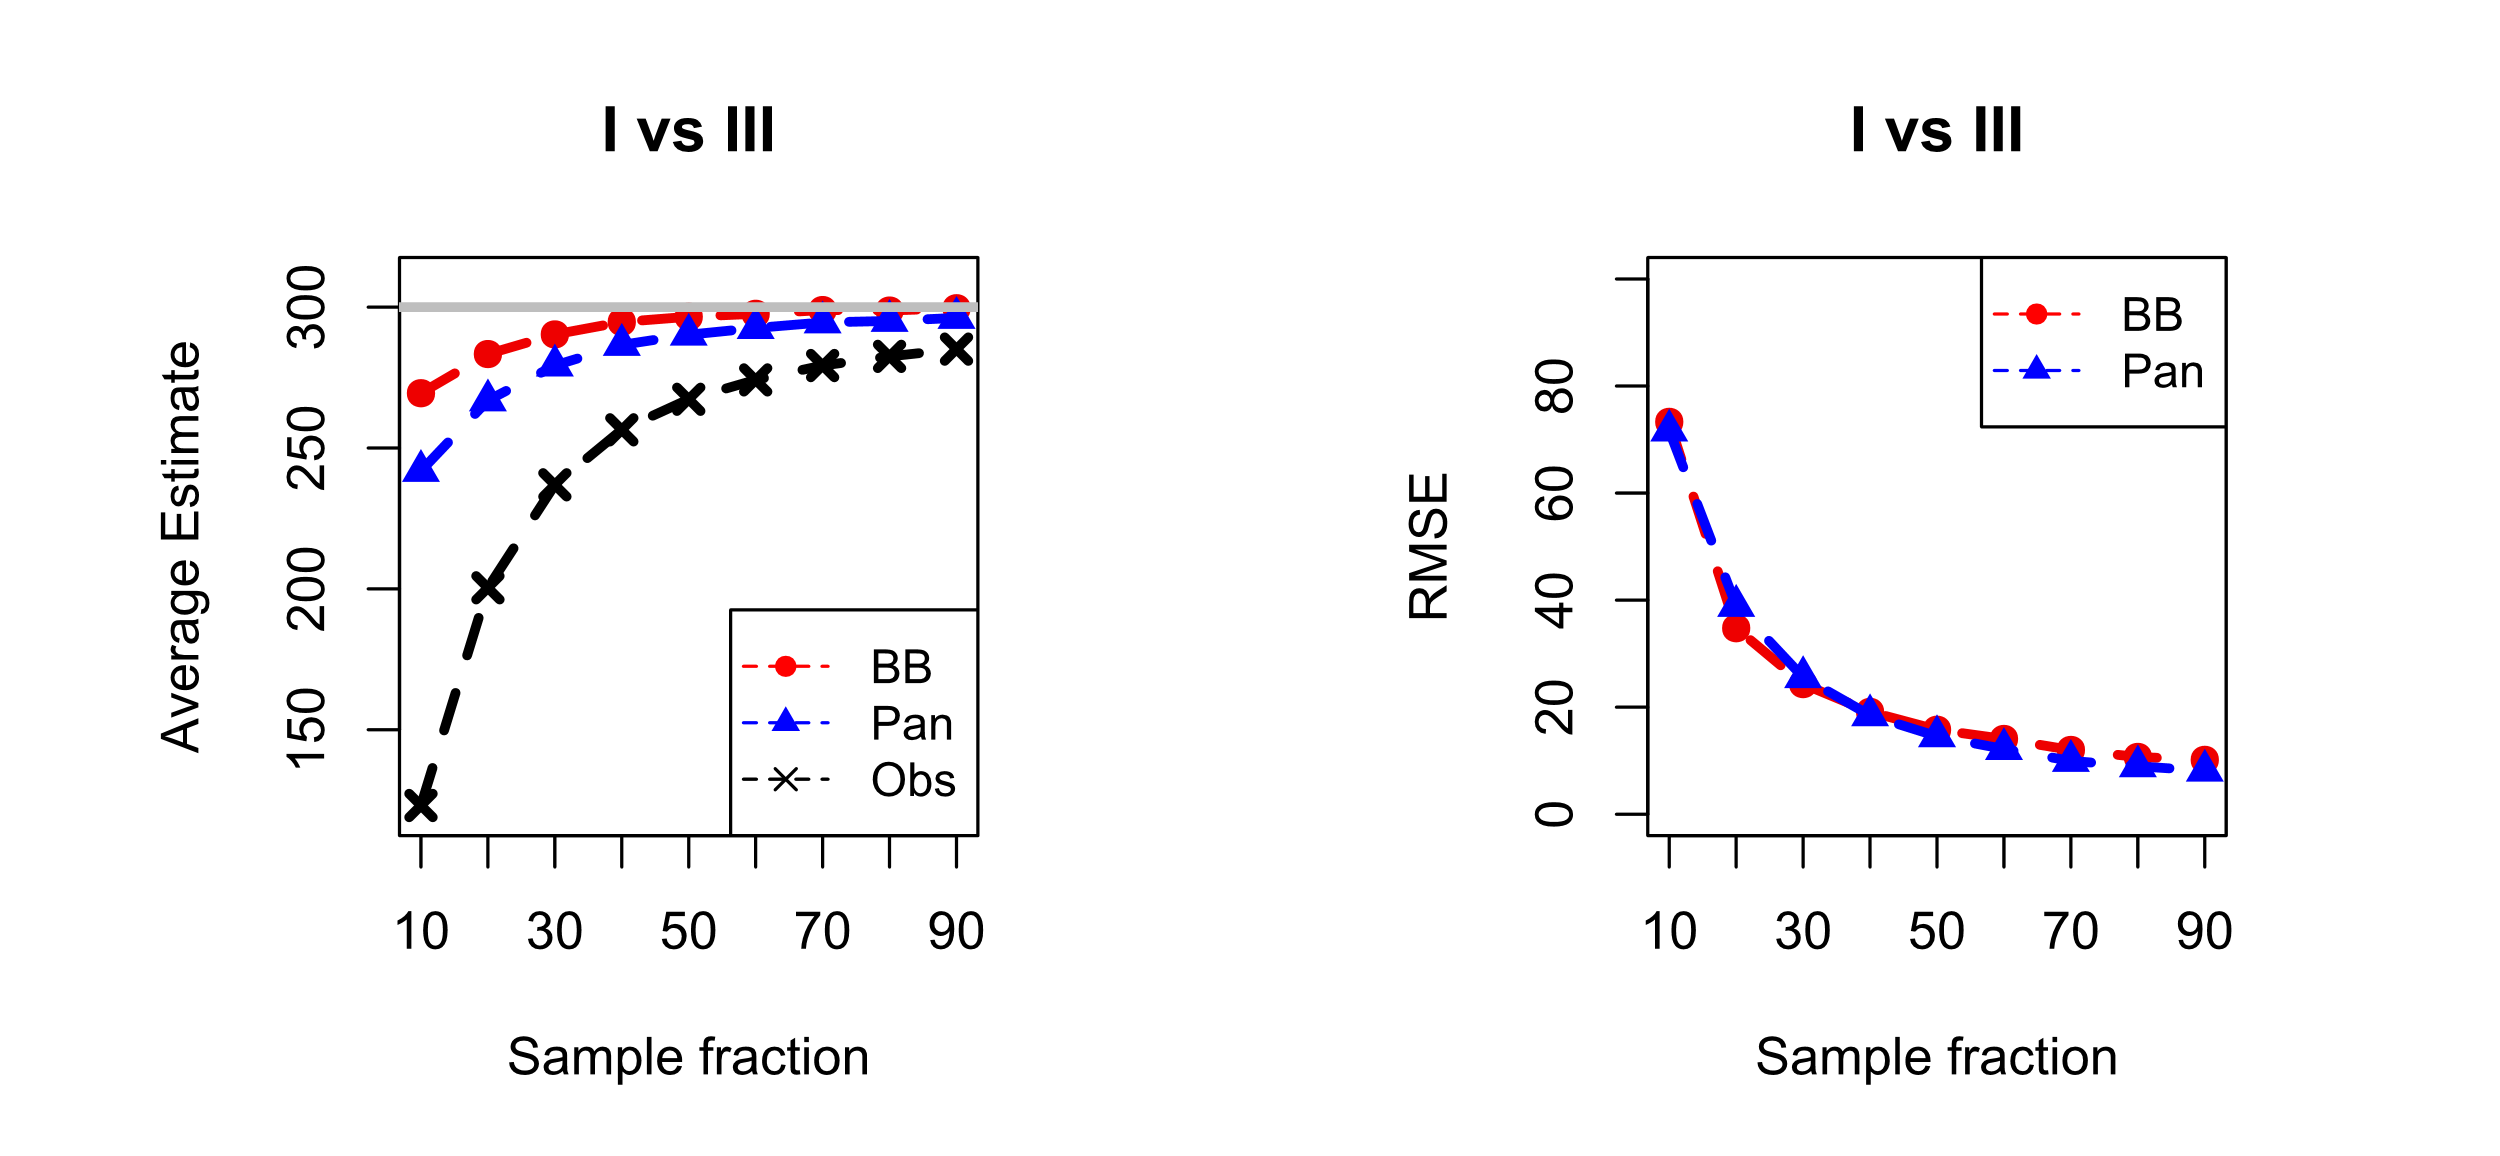 I vs III
Average Estimate
300
250
200
150
BB
Pan
Obs
10 30 50 70 90
Sample fraction
I vs III
RMSE
80
60
40
20
0
BB
Pan
10 30 50 70 90
Sample fraction